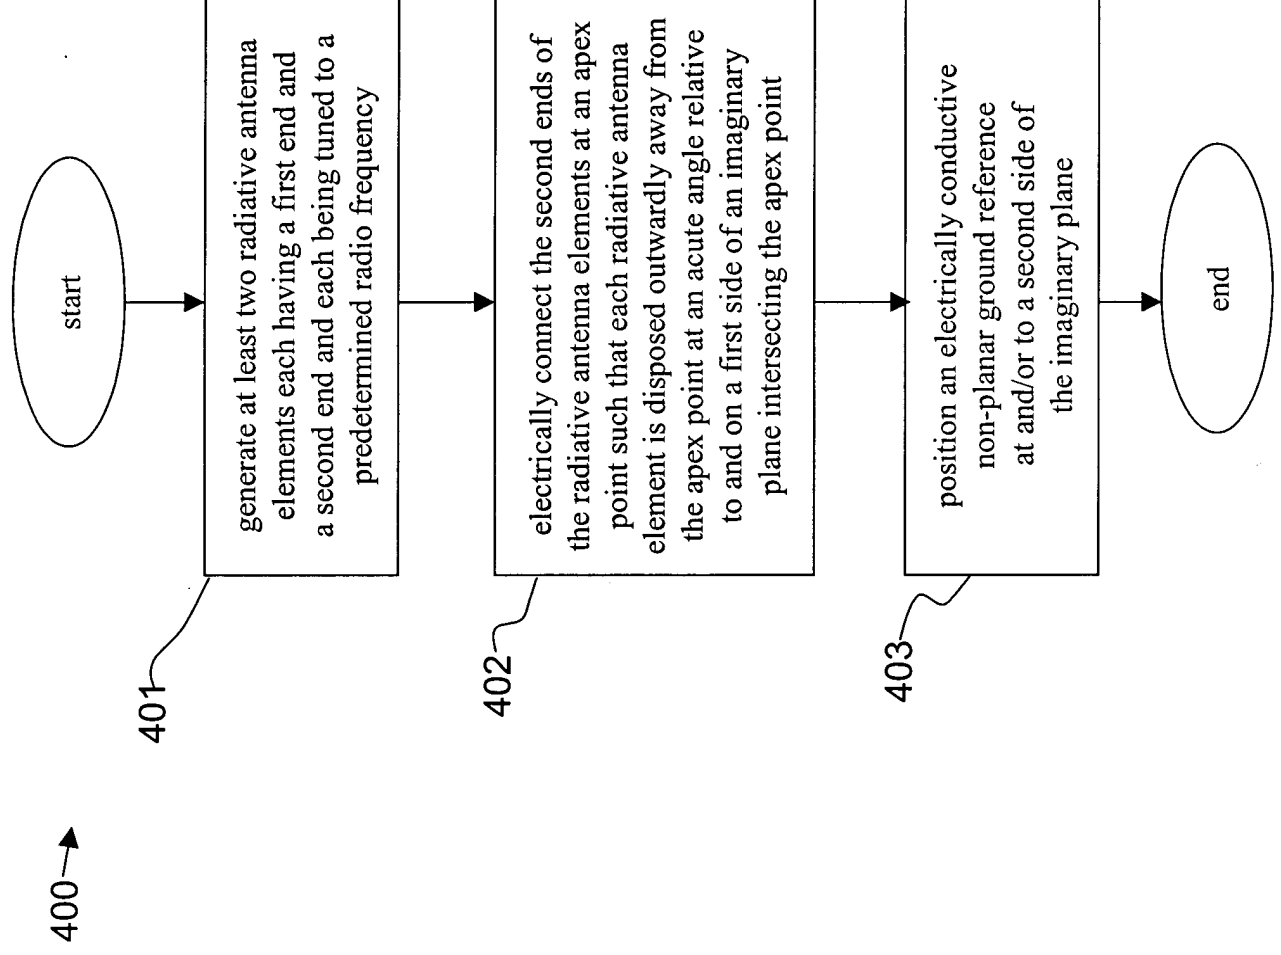 400
start
401
generate at least two radiative antenna
elements each having a first end and
a second end and each being tuned to a
predetermined radio frequency
402
electrically connect the second ends of
the radiative antenna elements at an apex
point such that each radiative antenna
element is disposed outwardly away from
the apex point at an acute angle relative
to and on a first side of an imaginary
plane intersecting the apex point
403
position an electrically conductive
non-planar ground reference
at and/or to a second side of
the imaginary plane
end